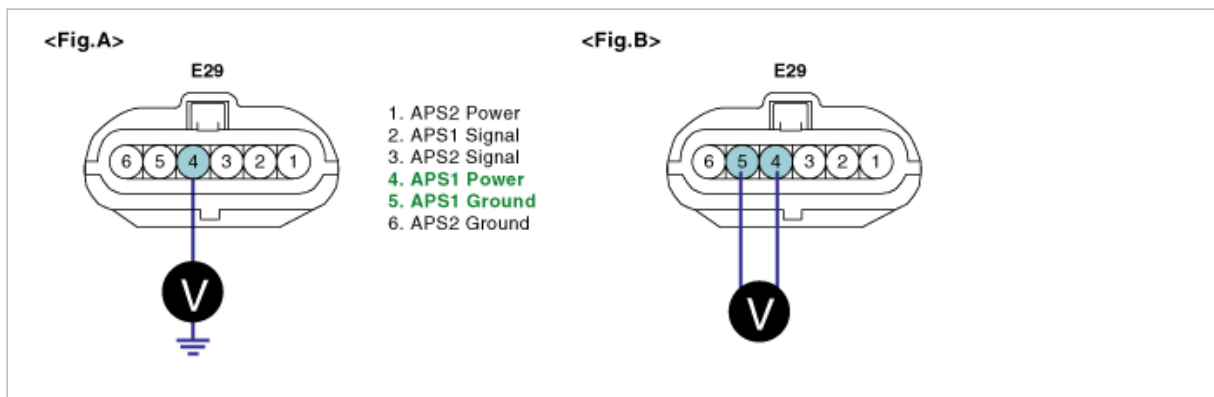 <Fig.A>
E29
6 5 4 3 2 1
V
1. APS2 Power
2. APS1 Signal
3. APS2 Signal
4. APS1 Power
5. APS1 Ground
6. APS2 Ground
<Fig.B>
E29
6 5 4 3 2 1
V